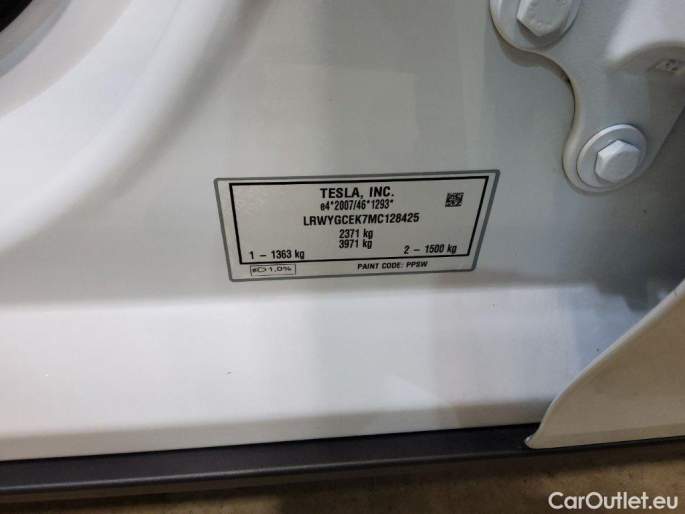 TESLA, INC.
e4*2007/46*1293*
LRWYGCEK7MC128425
2371 kg
3971 kg
1 – 1363 kg 2 – 1500 kg
1,0%
PAINT CODE: PPSW
CarOutlet.eu